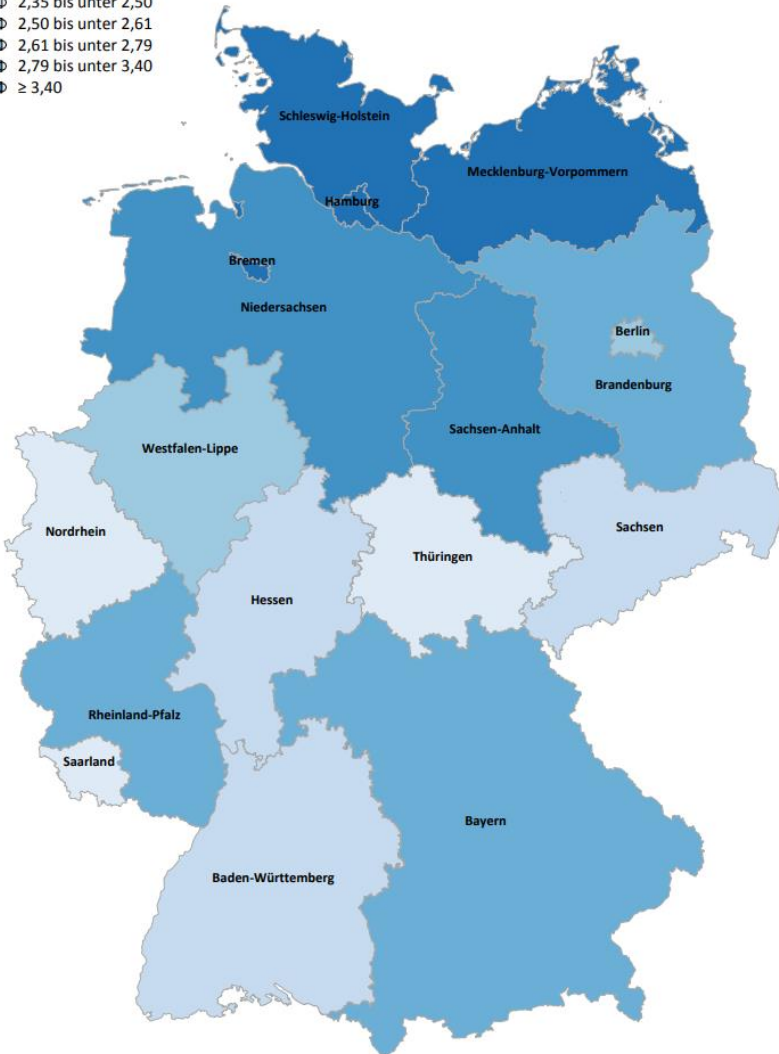 2,35 bis unter 2,50
2,50 bis unter 2,61
2,61 bis unter 2,79
2,79 bis unter 3,40
≥ 3,40
Schleswig-Holstein
Mecklenburg-Vorpommern
Hamburg
Bremen
Niedersachsen
Berlin
Brandenburg
Sachsen-Anhalt
Westfalen-Lippe
Sachsen
Nordrhein
Thüringen
Hessen
Rheinland-Pfalz
Saarland
Bayern
Baden-Württemberg